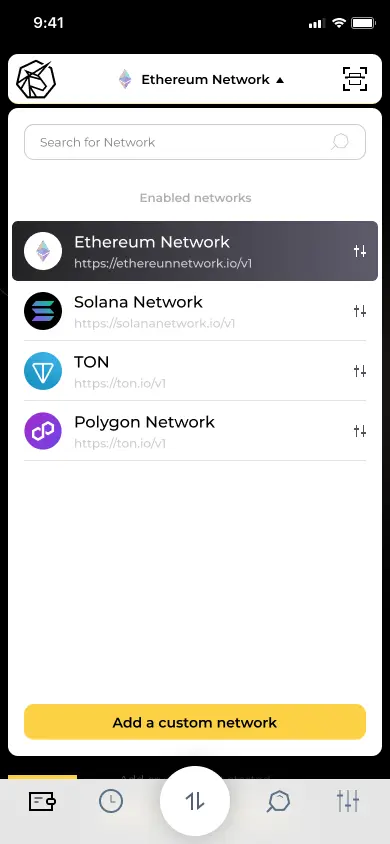 9:41
Ethereum Network
Search for Network
Enabled networks
Ethereum Network
https://ethereunnetwork.io/v1
Solana Network
https://solananetwork.io/v1
TON
https://ton.io/v1
Polygon Network
https://ton.io/v1
Add a custom network